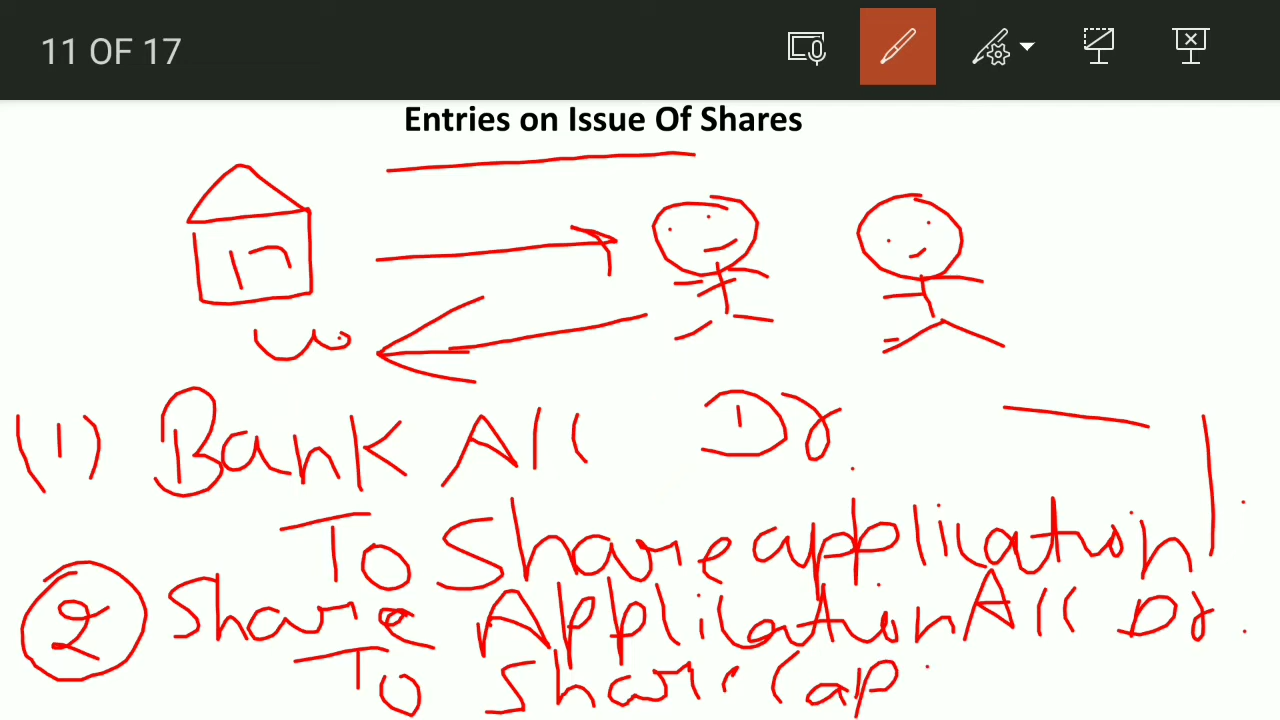 11 OF 17
Entries on Issue Of Shares
(1) Bank A/C Dr.
To Share application
2 Share Application A/C Dr.
To Share Cap